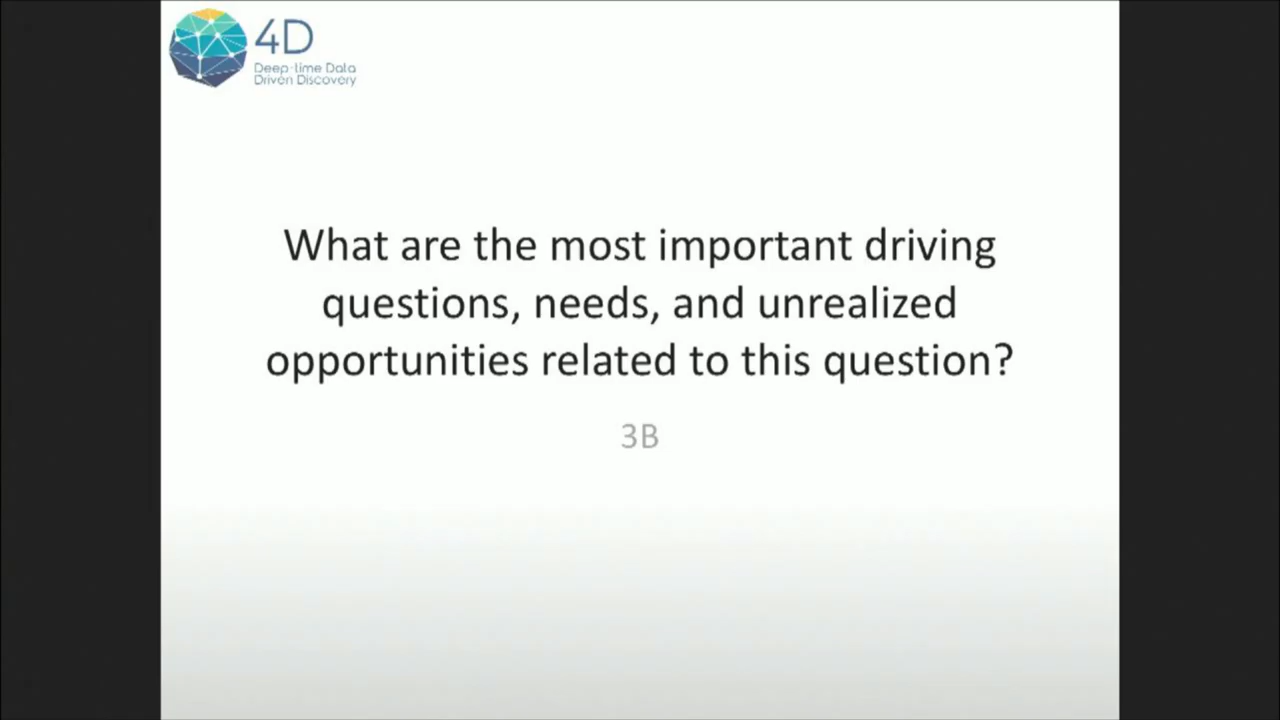 4D
Deep-time Data
Driven Discovery
What are the most important driving
questions, needs, and unrealized
opportunities related to this question?
3B